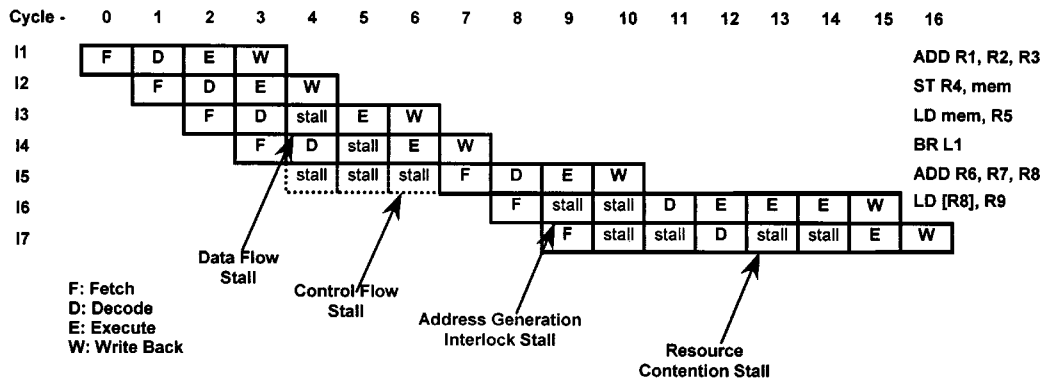 Cycle - 0 1 2 3 4 5 6 7 8 9 10 11 12 13 14 15 16
I1 F D E W ADD R1, R2, R3
I2 F D E W ST R4, mem
I3 F D stall E W LD mem, R5
I4 F D stall E W BR L1
I5 stall stall stall F D E W ADD R6, R7, R8
I6 F stall stall D E E E W LD [R8], R9
I7 F stall stall D stall stall E W
Data Flow
Stall
Control Flow
Stall
Address Generation
Interlock Stall
Resource
Contention Stall
F: Fetch
D: Decode
E: Execute
W: Write Back